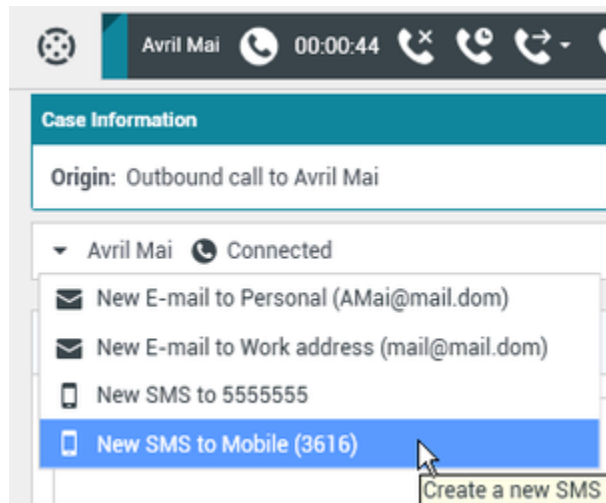 Avril Mai 00:00:44
Case Information
Origin: Outbound call to Avril Mai
Avril Mai Connected
New E-mail to Personal (AMai@mail.dom)
New E-mail to Work address (mail@mail.dom)
New SMS to 5555555
New SMS to Mobile (3616)
Create a new SMS